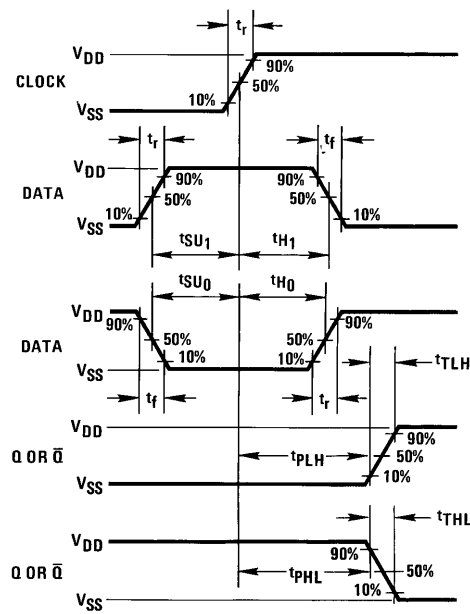 tr
VDD
90%
CLOCK
50%
10%
VSS
tr
tf
VDD
90%
90%
DATA
50%
50%
10%
10%
VSS
tSU1
tH1
tSU0
tH0
VDD
90%
90%
50%
50%
DATA
10%
10%
VSS
tTLH
tf
tr
VDD
90%
tPLH
50%
Q OR Q̅
10%
VSS
tTHL
VDD
90%
50%
Q OR Q̅
tPHL
10%
VSS